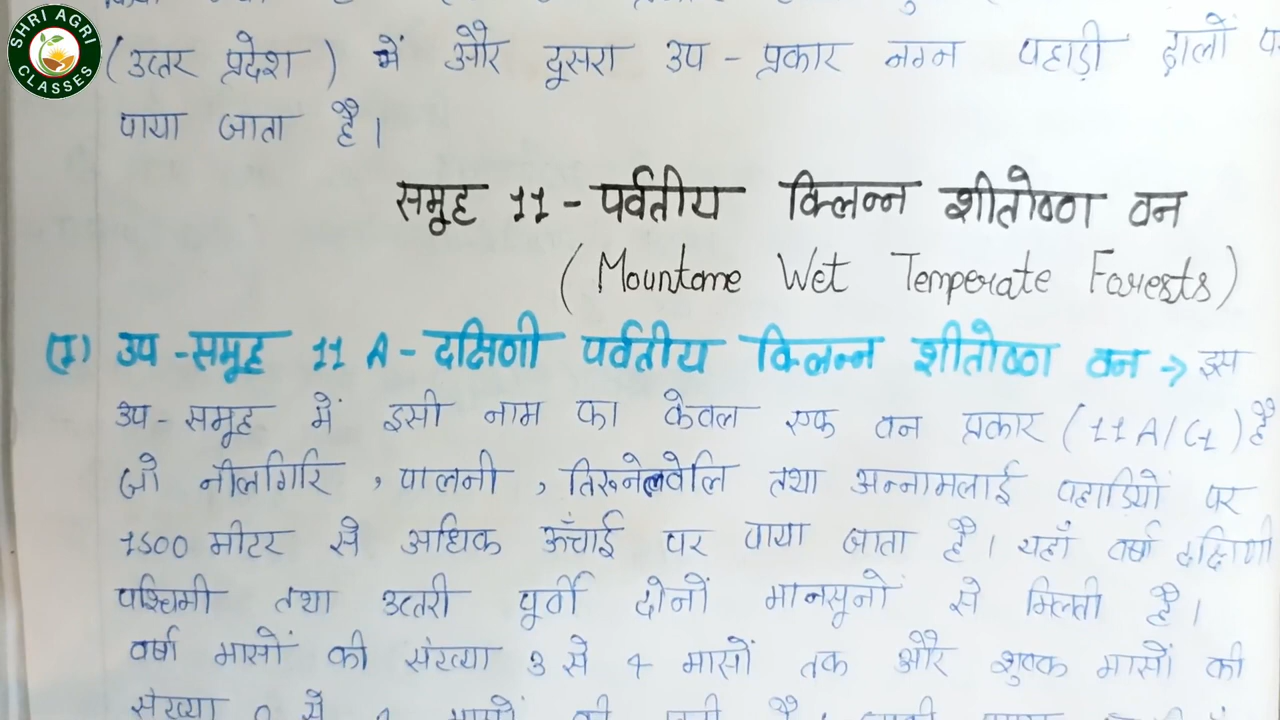 SHRI AGRI CLASSES
(उत्तर प्रदेश) में और दूसरा उप - प्रकार नग्न पहाड़ी ढालों
पाया जाता है।
समूह 11 - पर्वतीय क्लिन्न शीतोष्ण वन
(Mountane Wet Temperate Forests)
(I) उप -समूह 11 A - दक्षिणी पर्वतीय क्लिन्न शीतोष्ण वन → इस
उप - समूह में इसी नाम का केवल एक वन प्रकार (11 A/C1) है
जो नीलगिरि , पालनी , तिरुनेलवेलि तथा अन्नामलाई पहाड़ियों पर
1500 मीटर से अधिक ऊँचाई पर पाया जाता है। यहाँ वर्षा दक्षिणी
पश्चिमी तथा उत्तरी पूर्वी दोनों मानसूनों से मिलती है।
वर्षा मासों की संख्या 3 से 4 मासों तक और शुष्क मासों की
संख्या